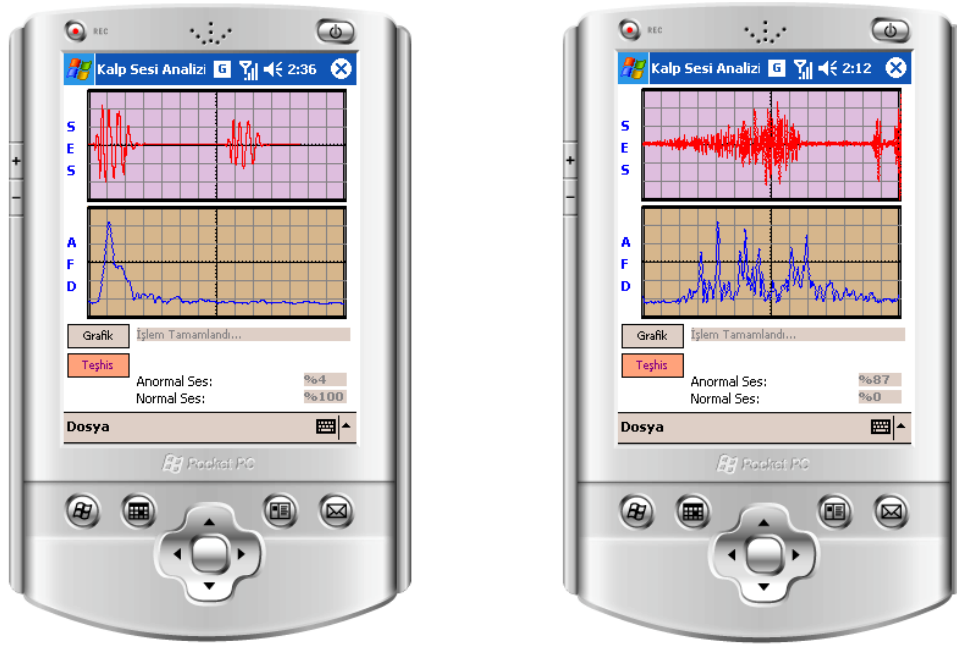 REC
Kalp Sesi Analizi G 2:36
S
E
S
A
F
D
Grafik İşlem Tamamlandı...
Teşhis
Anormal Ses: %4
Normal Ses: %100
Dosya
Pocket PC
REC
Kalp Sesi Analizi G 2:12
S
E
S
A
F
D
Grafik İşlem Tamamlandı...
Teşhis
Anormal Ses: %87
Normal Ses: %0
Dosya
Pocket PC